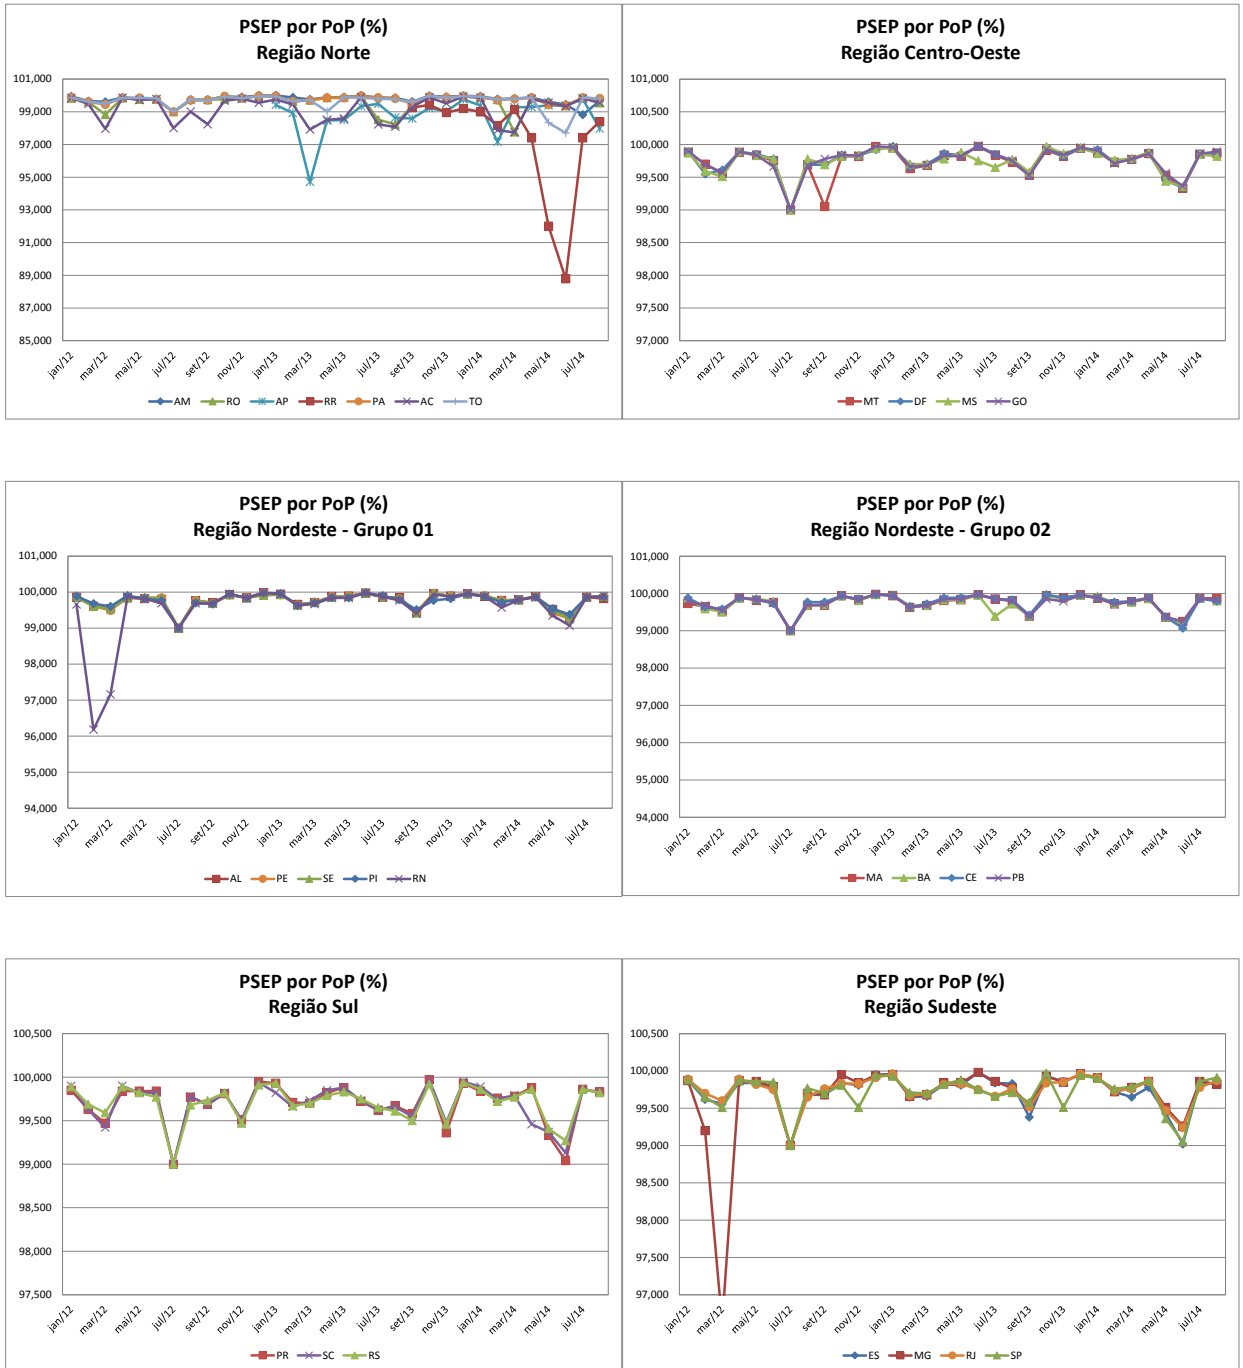 PSEP por PoP (%)
Região Norte
101,000
99,000
97,000
95,000
93,000
91,000
89,000
87,000
85,000
jan/12 mar/12 mai/12 jul/12 set/12 nov/12 jan/13 mar/13 mai/13 jul/13 set/13 nov/13 jan/14 mar/14 mai/14 jul/14
AM RO AP RR PA AC TO
PSEP por PoP (%)
Região Centro-Oeste
101,000
100,500
100,000
99,500
99,000
98,500
98,000
97,500
97,000
jan/12 mar/12 mai/12 jul/12 set/12 nov/12 jan/13 mar/13 mai/13 jul/13 set/13 nov/13 jan/14 mar/14 mai/14 jul/14
MT DF MS GO
PSEP por PoP (%)
Região Nordeste - Grupo 01
101,000
100,000
99,000
98,000
97,000
96,000
95,000
94,000
jan/12 mar/12 mai/12 jul/12 set/12 nov/12 jan/13 mar/13 mai/13 jul/13 set/13 nov/13 jan/14 mar/14 mai/14 jul/14
AL PE SE PI RN
PSEP por PoP (%)
Região Nordeste - Grupo 02
101,000
100,000
99,000
98,000
97,000
96,000
95,000
94,000
jan/12 mar/12 mai/12 jul/12 set/12 nov/12 jan/13 mar/13 mai/13 jul/13 set/13 nov/13 jan/14 mar/14 mai/14 jul/14
MA BA CE PB
PSEP por PoP (%)
Região Sul
100,500
100,000
99,500
99,000
98,500
98,000
97,500
jan/12 mar/12 mai/12 jul/12 set/12 nov/12 jan/13 mar/13 mai/13 jul/13 set/13 nov/13 jan/14 mar/14 mai/14 jul/14
PR SC RS
PSEP por PoP (%)
Região Sudeste
100,500
100,000
99,500
99,000
98,500
98,000
97,500
97,000
jan/12 mar/12 mai/12 jul/12 set/12 nov/12 jan/13 mar/13 mai/13 jul/13 set/13 nov/13 jan/14 mar/14 mai/14 jul/14
ES MG RJ SP